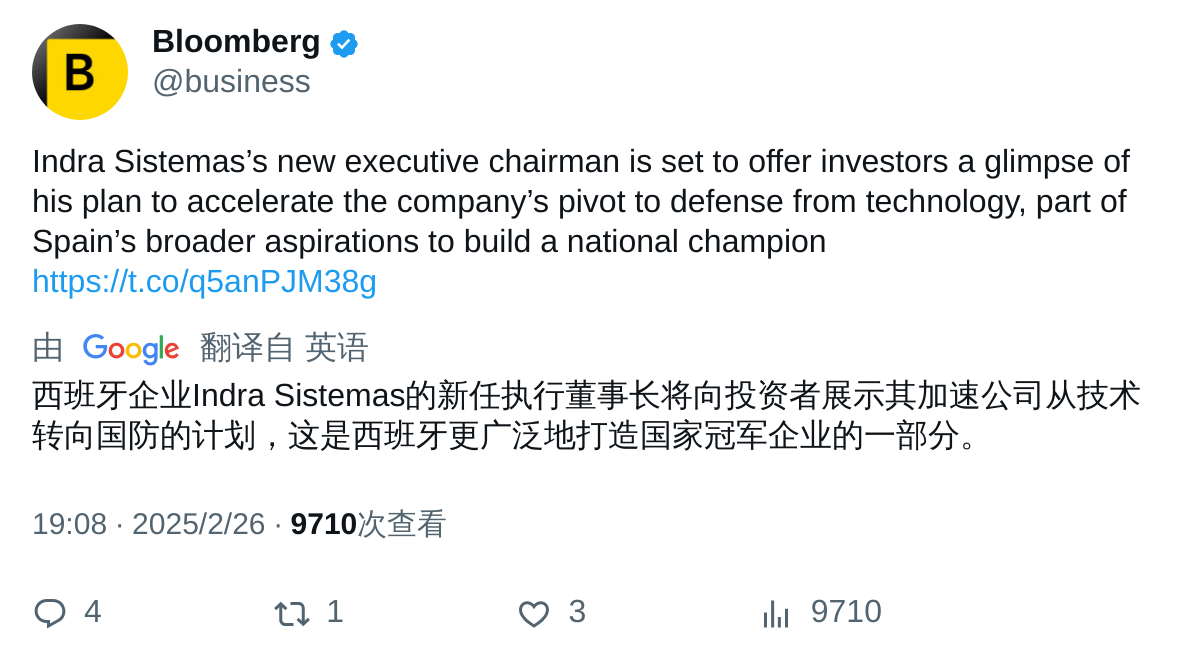 B
Bloomberg
@business
Indra Sistemas’s new executive chairman is set to offer investors a glimpse of
his plan to accelerate the company’s pivot to defense from technology, part of
Spain’s broader aspirations to build a national champion
https://t.co/q5anPJM38g
由 Google 翻译自 英语
西班牙企业Indra Sistemas的新任执行董事长将向投资者展示其加速公司从技术
转向国防的计划，这是西班牙更广泛地打造国家冠军企业的一部分。
19:08 · 2025/2/26 · 9710次查看
4 1 3 9710